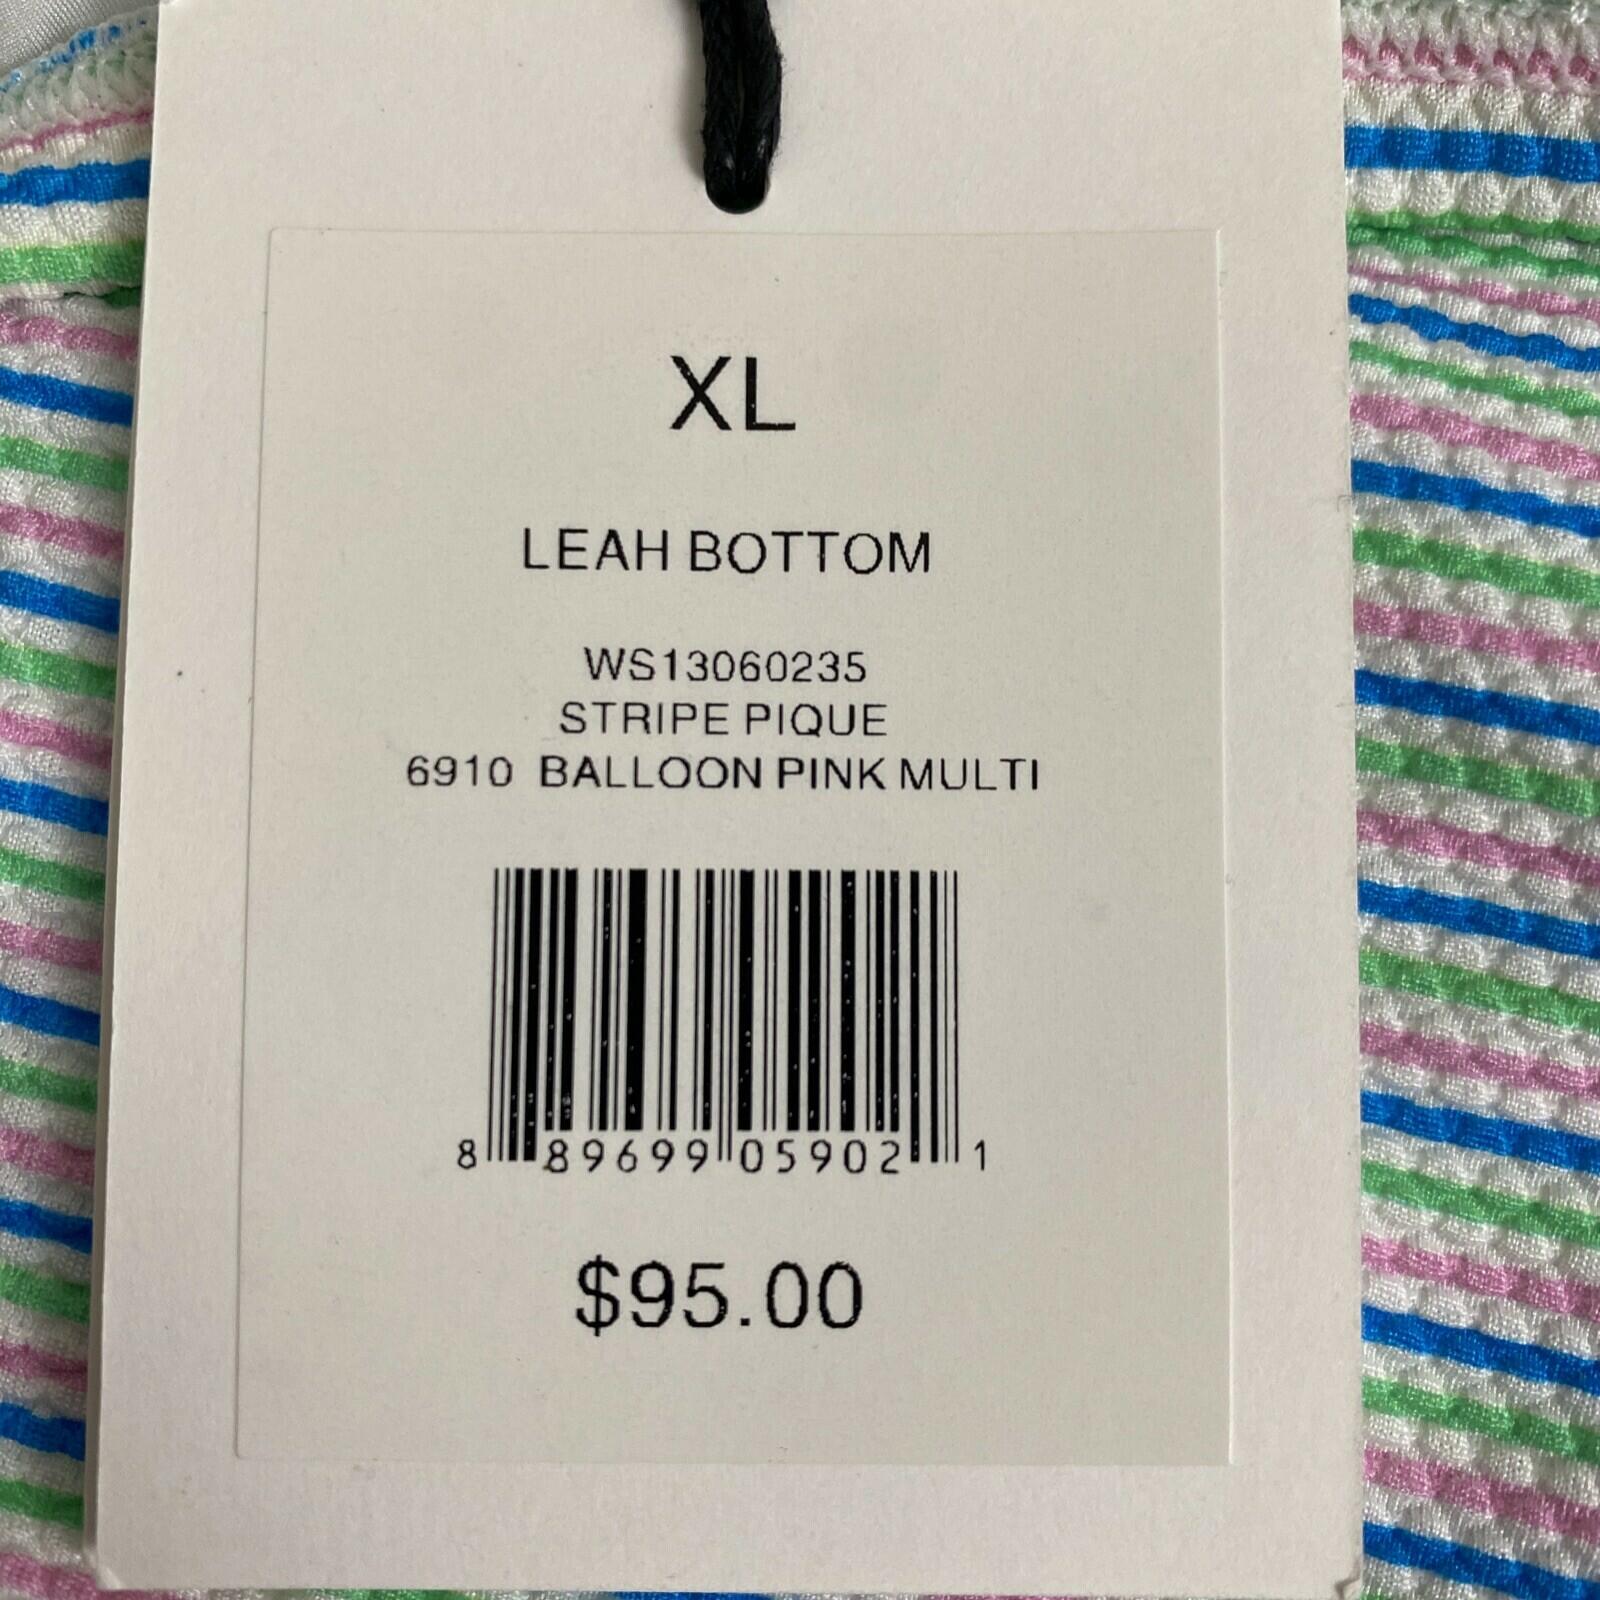 XL
LEAH BOTTOM
WS13060235
STRIPE PIQUE
6910 BALLOON PINK MULTI
8 89699 05902 1
$95.00